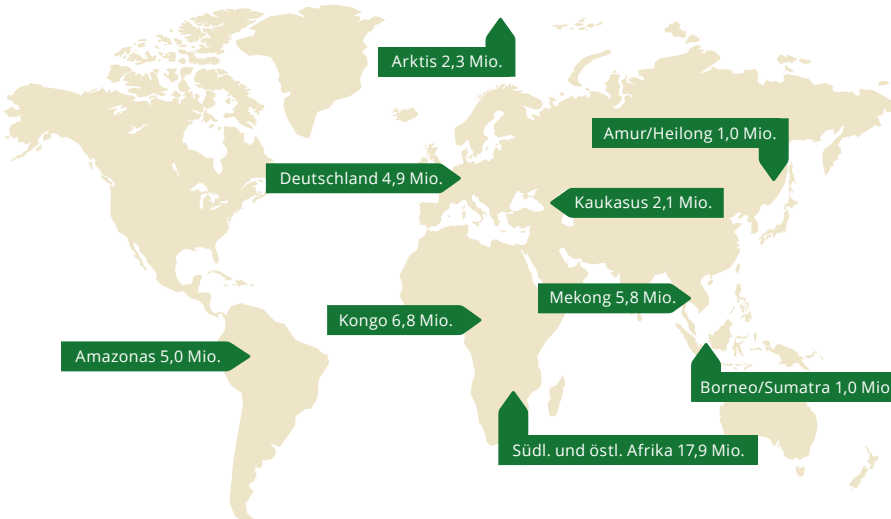 Arktis 2,3 Mio.
Amur/Heilong 1,0 Mio.
Deutschland 4,9 Mio.
Kaukasus 2,1 Mio.
Mekong 5,8 Mio.
Kongo 6,8 Mio.
Amazonas 5,0 Mio.
Borneo/Sumatra 1,0 Mio
Südl. und östl. Afrika 17,9 Mio.